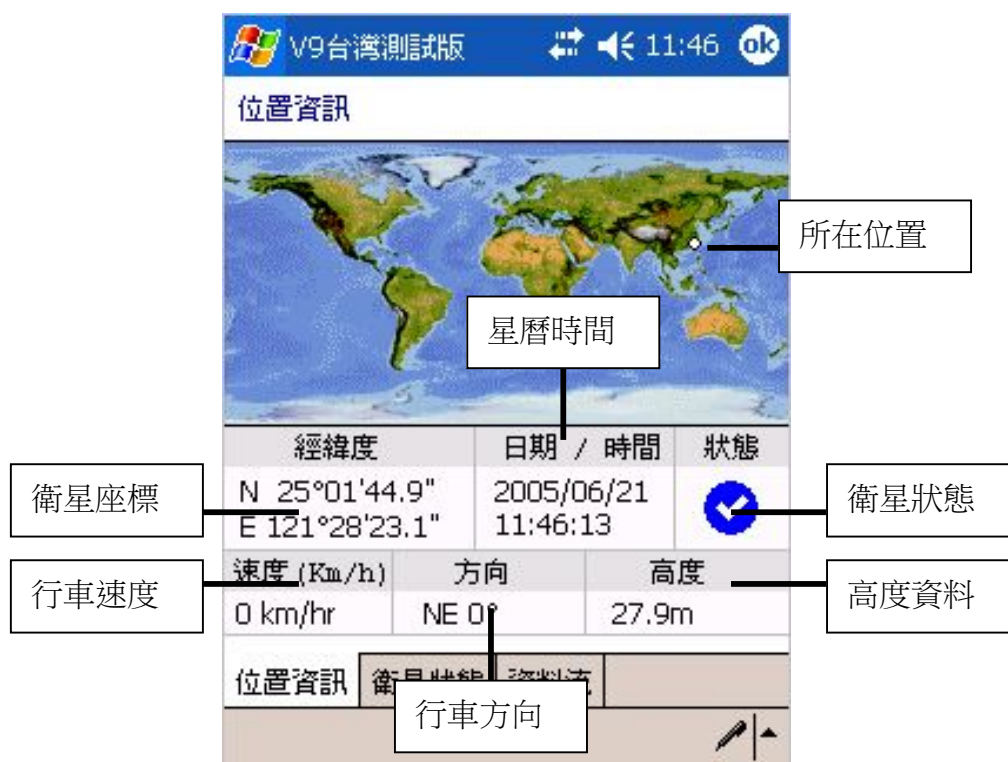 V9台灣測試版 11:46 ok
位置資訊
所在位置
星曆時間
經緯度 日期 / 時間 狀態
衛星座標
N 25°01'44.9" 2005/06/21
E 121°28'23.1" 11:46:13
衛星狀態
速度(Km/h) 方向 高度
行車速度
高度資料
0 km/hr NE 0° 27.9m
位置資訊 衛星狀態 資料流
行車方向